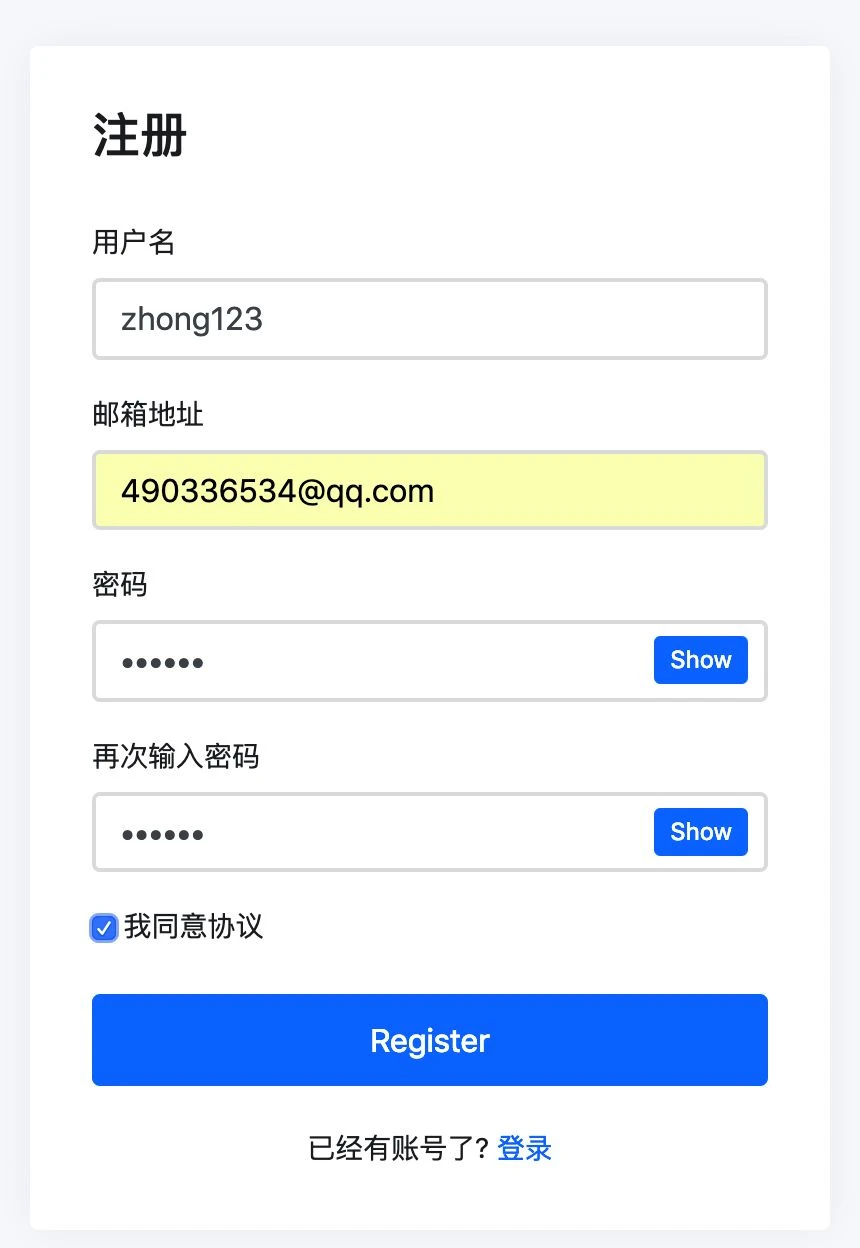 注册
用户名
zhong123
邮箱地址
490336534@qq.com
密码
•••••• Show
再次输入密码
•••••• Show
我同意协议
Register
已经有账号了? 登录